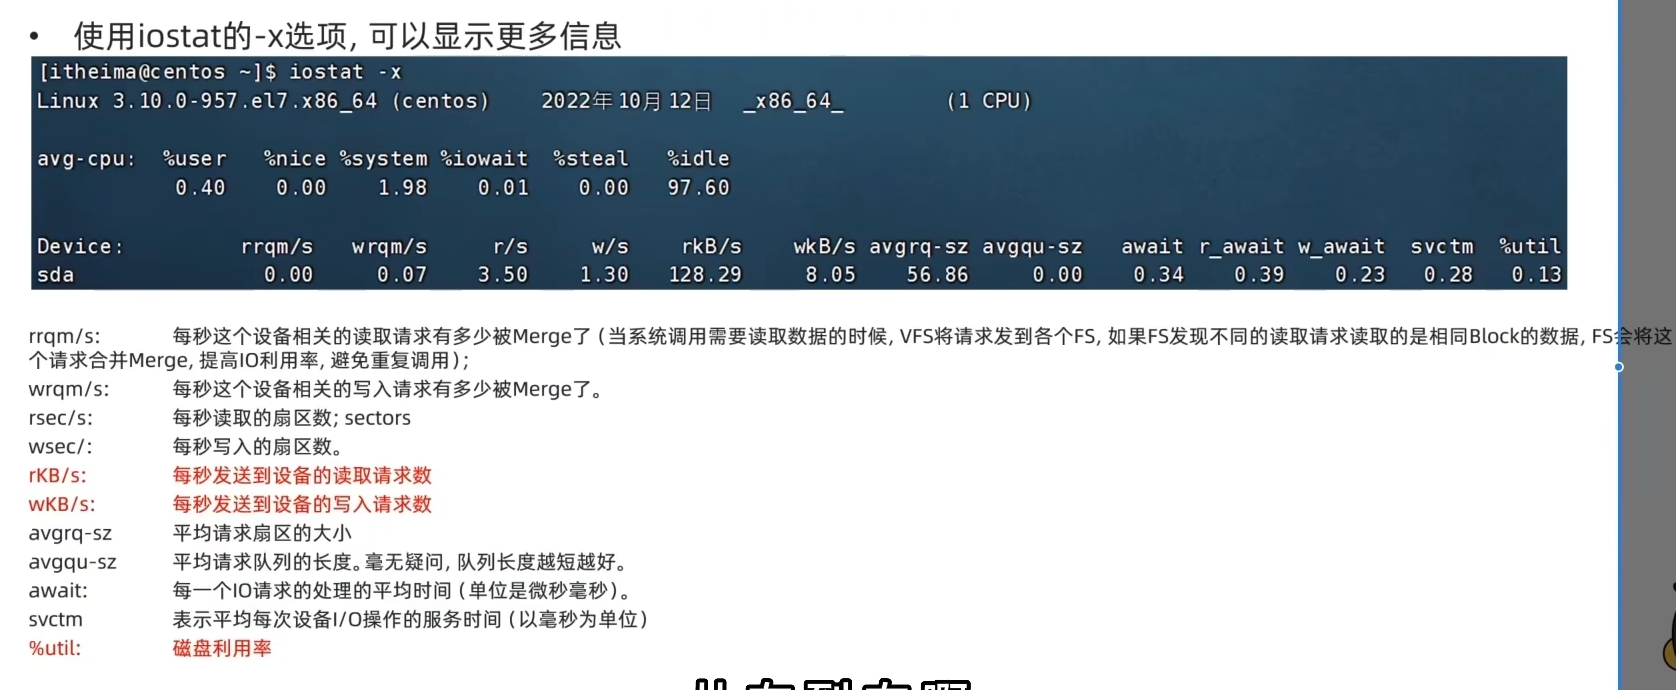 • 使用iostat的-x选项, 可以显示更多信息
[itheima@centos ~]$ iostat -x
Linux 3.10.0-957.el7.x86_64 (centos) 2022年10月12日 _x86_64_ (1 CPU)
avg-cpu: %user %nice %system %iowait %steal %idle
0.40 0.00 1.98 0.01 0.00 97.60
Device: rrqm/s wrqm/s r/s w/s rkB/s wkB/s avgrq-sz avgqu-sz await r_await w_await svctm %util
sda 0.00 0.07 3.50 1.30 128.29 8.05 56.86 0.00 0.34 0.39 0.23 0.28 0.13
rrqm/s: 每秒这个设备相关的读取请求有多少被Merge了 (当系统调用需要读取数据的时候, VFS将请求发到各个FS, 如果FS发现不同的读取请求读取的是相同Block的数据, FS会将这
个请求合并Merge, 提高IO利用率, 避免重复调用);
wrqm/s: 每秒这个设备相关的写入请求有多少被Merge了。
rsec/s: 每秒读取的扇区数; sectors
wsec/: 每秒写入的扇区数。
rKB/s: 每秒发送到设备的读取请求数
wKB/s: 每秒发送到设备的写入请求数
avgrq-sz 平均请求扇区的大小
avgqu-sz 平均请求队列的长度。毫无疑问, 队列长度越短越好。
await: 每一个IO请求的处理的平均时间 (单位是微秒毫秒)。
svctm 表示平均每次设备I/O操作的服务时间 (以毫秒为单位)
%util: 磁盘利用率